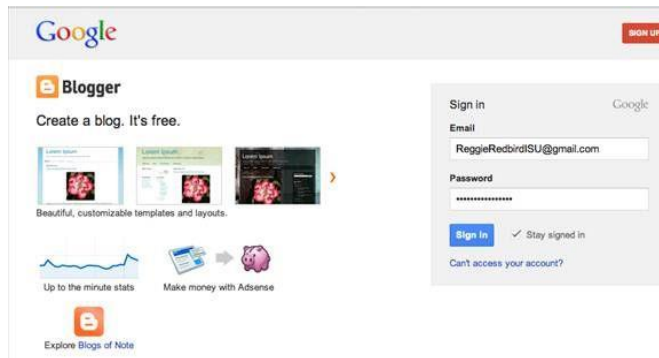 Google
SIGN UP
Blogger
Create a blog. It's free.
Lorem Ipsum
Lorem Ipsum
Lorem Ipsum
Beautiful, customizable templates and layouts.
Up to the minute stats
Make money with Adsense
Explore Blogs of Note
Sign in
Google
Email
ReggieRedbirdISU@gmail.com
Password
••••••••••••••••
Sign In
Stay signed in
Can't access your account?